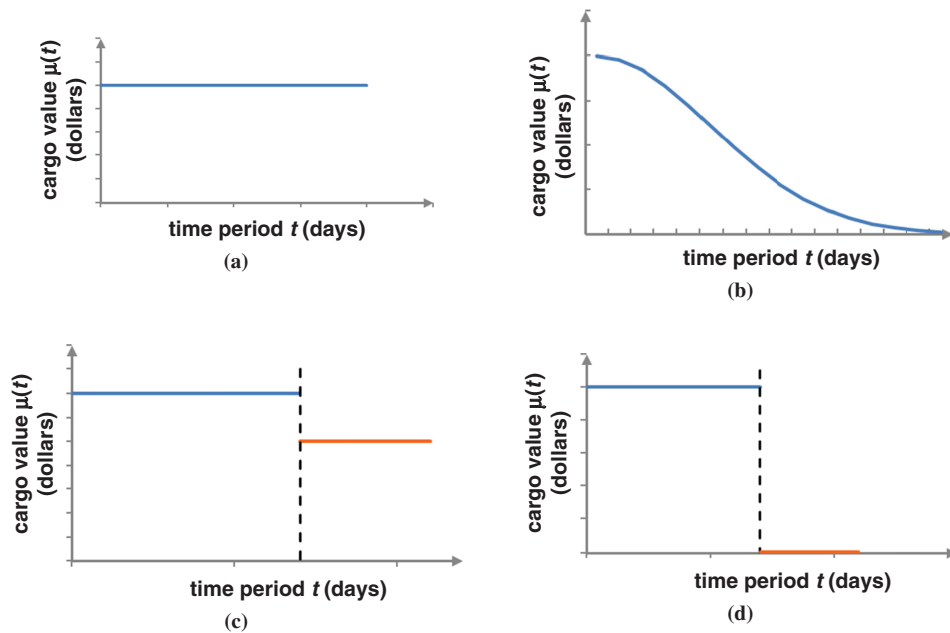 cargo value μ(t)
(dollars)
time period t (days)
(a)
cargo value μ(t)
(dollars)
time period t (days)
(b)
cargo value μ(t)
(dollars)
time period t (days)
(c)
cargo value μ(t)
(dollars)
time period t (days)
(d)